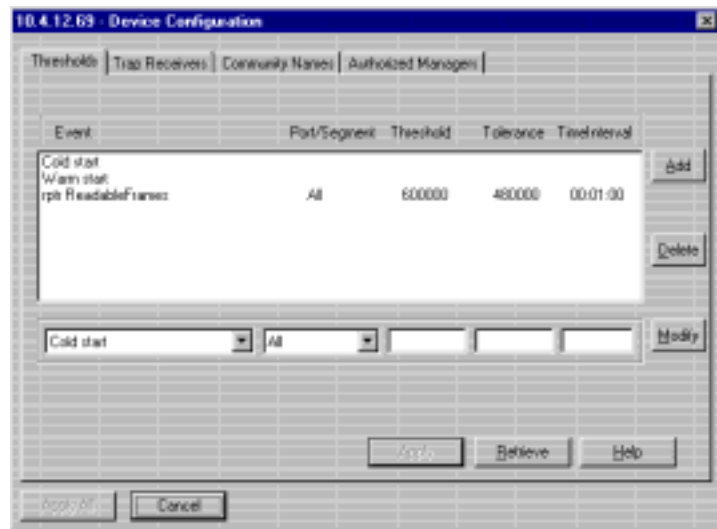 10.4.12.69 - Device Configuration
Thresholds Trap Receivers Community Names Authorized Managers
Event Port/Segment Threshold Tolerance TimeInterval
Cold start
Warm start
rptr ReadableFrames All 600000 480000 00:01:00
Add
Delete
Cold start All
Modify
Apply Retrieve Help
Apply All Cancel